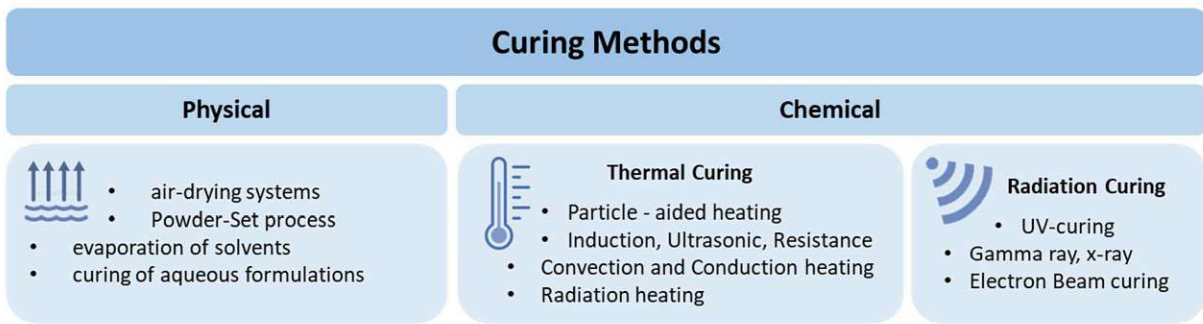 Curing Methods
Physical
Chemical
• air-drying systems
• Powder-Set process
• evaporation of solvents
• curing of aqueous formulations
Thermal Curing
• Particle - aided heating
• Induction, Ultrasonic, Resistance
• Convection and Conduction heating
• Radiation heating
Radiation Curing
• UV-curing
• Gamma ray, x-ray
• Electron Beam curing